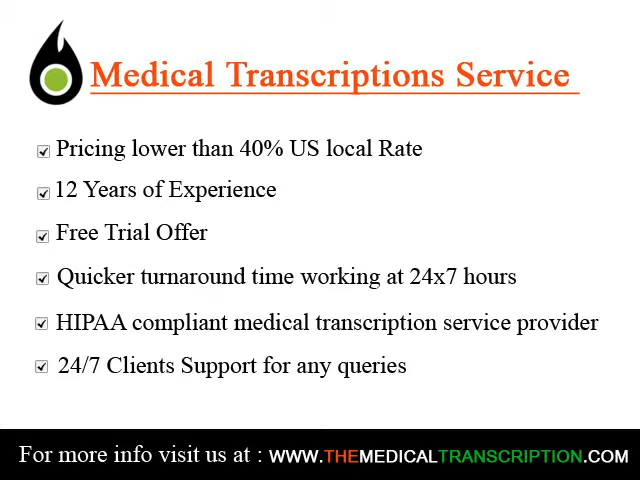 Medical Transcriptions Service
Pricing lower than 40% US local Rate
12 Years of Experience
Free Trial Offer
Quicker turnaround time working at 24x7 hours
HIPAA compliant medical transcription service provider
24/7 Clients Support for any queries
For more info visit us at : WWW.THEMEDICALTRANSCRIPTION.COM